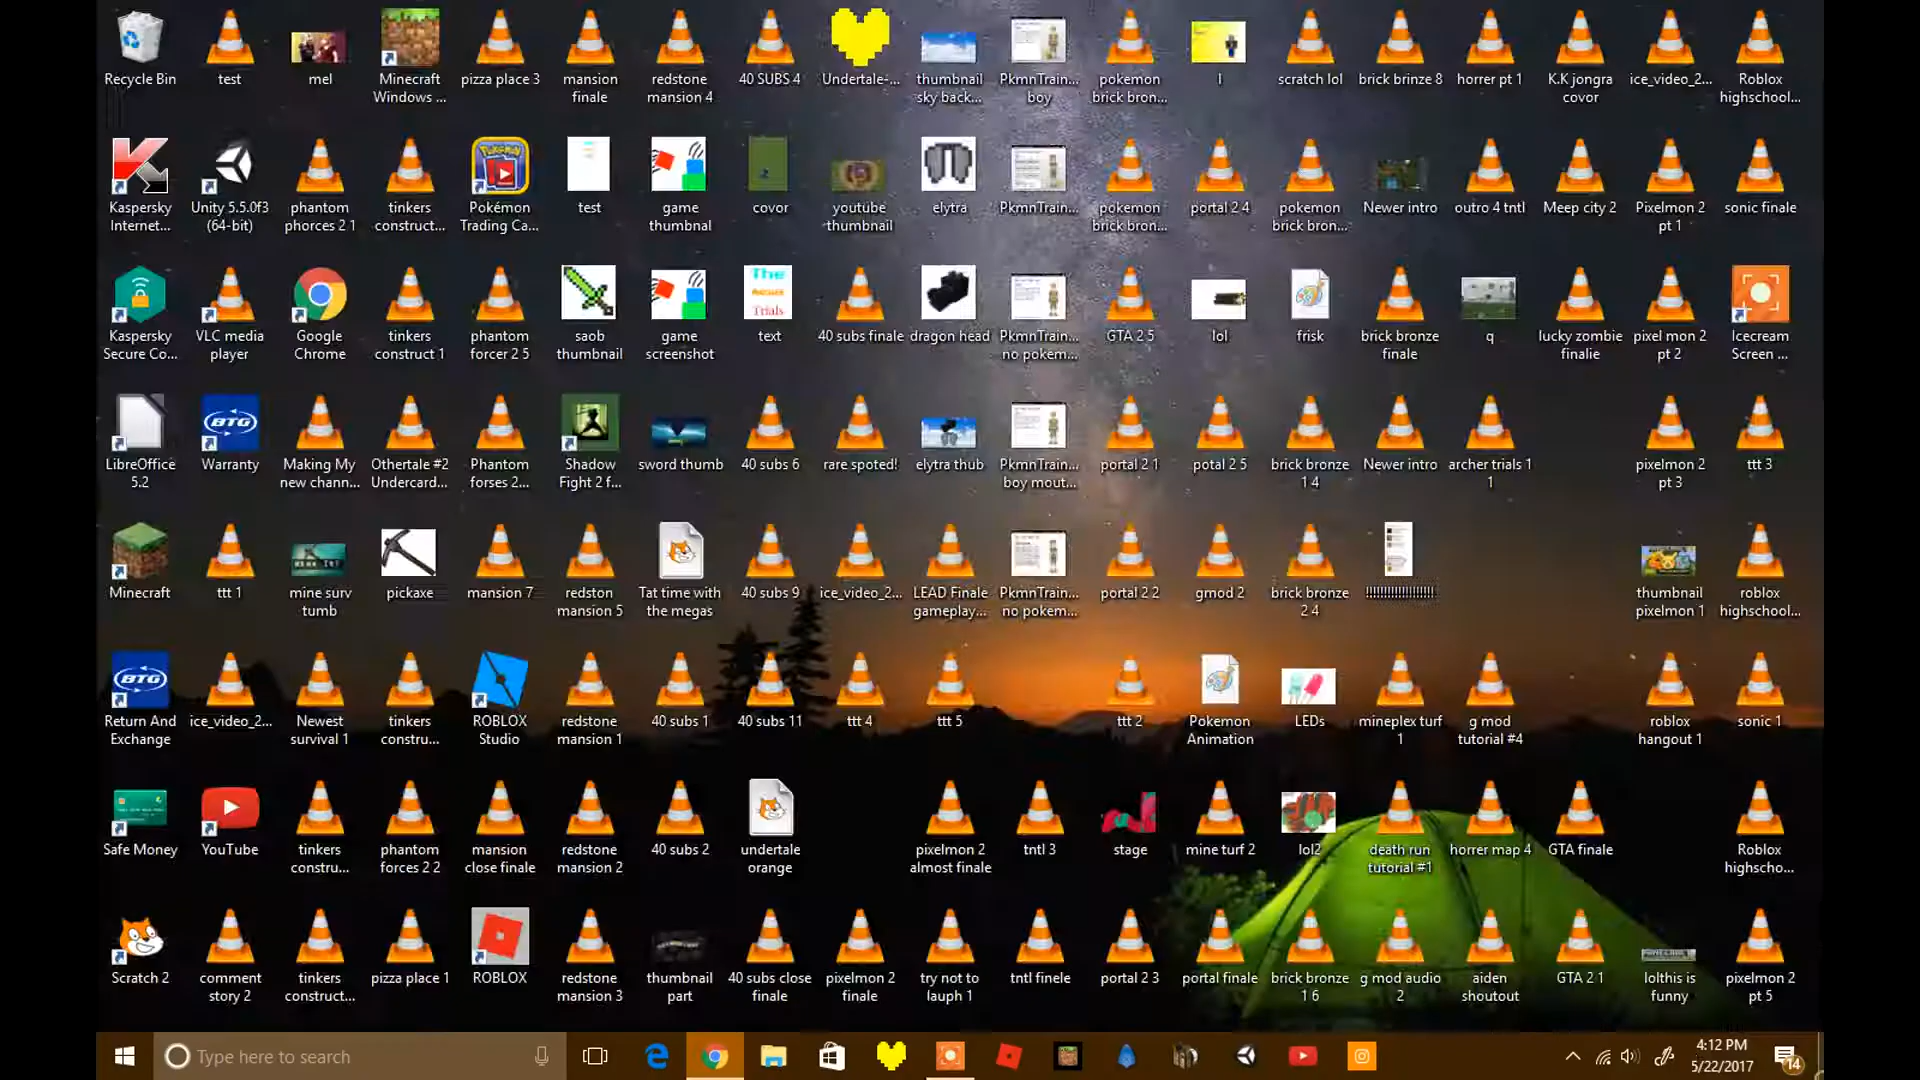 Recycle Bin
test
mel
Minecraft
Windows ...
pizza place 3
mansion
finale
redstone
mansion 4
40 SUBS 4
Undertale-...
thumbnail
sky back...
PkmnTrain...
boy
pokemon
brick bron...
l
scratch lol
brick brinze 8
horrer pt 1
K.K jongra
covor
ice_video_2...
Roblox
highschool...
Kaspersky
Internet...
Unity 5.5.0f3
(64-bit)
phantom
phorces 2 1
tinkers
construct...
Pokémon
Trading Ca...
test
game
thumbnal
covor
youtube
thumbnail
elytra
PkmnTrain...
pokemon
brick bron...
portal 2 4
pokemon
brick bron...
Newer intro
outro 4 tntl
Meep city 2
Pixelmon 2
pt 1
sonic finale
Kaspersky
Secure Co...
VLC media
player
Google
Chrome
tinkers
construct 1
phantom
forcer 2 5
saob
thumbnail
game
screenshot
The
Trials
text
40 subs finale
dragon head
PkmnTrain...
no pokem...
GTA 2 5
lol
frisk
brick bronze
finale
q
lucky zombie
finalie
pixel mon 2
pt 2
Icecream
Screen ...
LibreOffice
5.2
BTG
Warranty
Making My
new chann...
Othertale #2
Undercard...
Phantom
forses 2...
Shadow
Fight 2 f...
sword thumb
40 subs 6
rare spoted!
elytra thub
PkmnTrain...
boy mout...
portal 2 1
potal 2 5
brick bronze
1 4
Newer intro
archer trials 1
1
pixelmon 2
pt 3
ttt 3
Minecraft
ttt 1
mine surv
tumb
pickaxe
mansion 7
redston
mansion 5
Tat time with
the megas
40 subs 9
ice_video_2...
LEAD Finale
gameplay...
PkmnTrain...
no pokem...
portal 2 2
gmod 2
brick bronze
2 4
thumbnail
pixelmon 1
roblox
highschool...
BTG
Return And
Exchange
ice_video_2...
Newest
survival 1
tinkers
constru...
ROBLOX
Studio
redstone
mansion 1
40 subs 1
40 subs 11
ttt 4
ttt 5
ttt 2
Pokemon
Animation
LEDs
mineplex turf
1
g mod
tutorial #4
roblox
hangout 1
sonic 1
Safe Money
YouTube
tinkers
constru...
phantom
forces 2 2
mansion
close finale
redstone
mansion 2
40 subs 2
undertale
orange
pixelmon 2
almost finale
tntl 3
stage
mine turf 2
lol2
death run
tutorial #1
horrer map 4
GTA finale
Roblox
highscho...
Scratch 2
comment
story 2
tinkers
construct...
pizza place 1
ROBLOX
redstone
mansion 3
thumbnail
part
40 subs close
finale
pixelmon 2
finale
try not to
lauph 1
tntl finele
portal 2 3
portal finale
brick bronze
1 6
g mod audio
2
aiden
shoutout
GTA 2 1
lolthis is
funny
pixelmon 2
pt 5
Type here to search
4:12 PM
5/22/2017
14